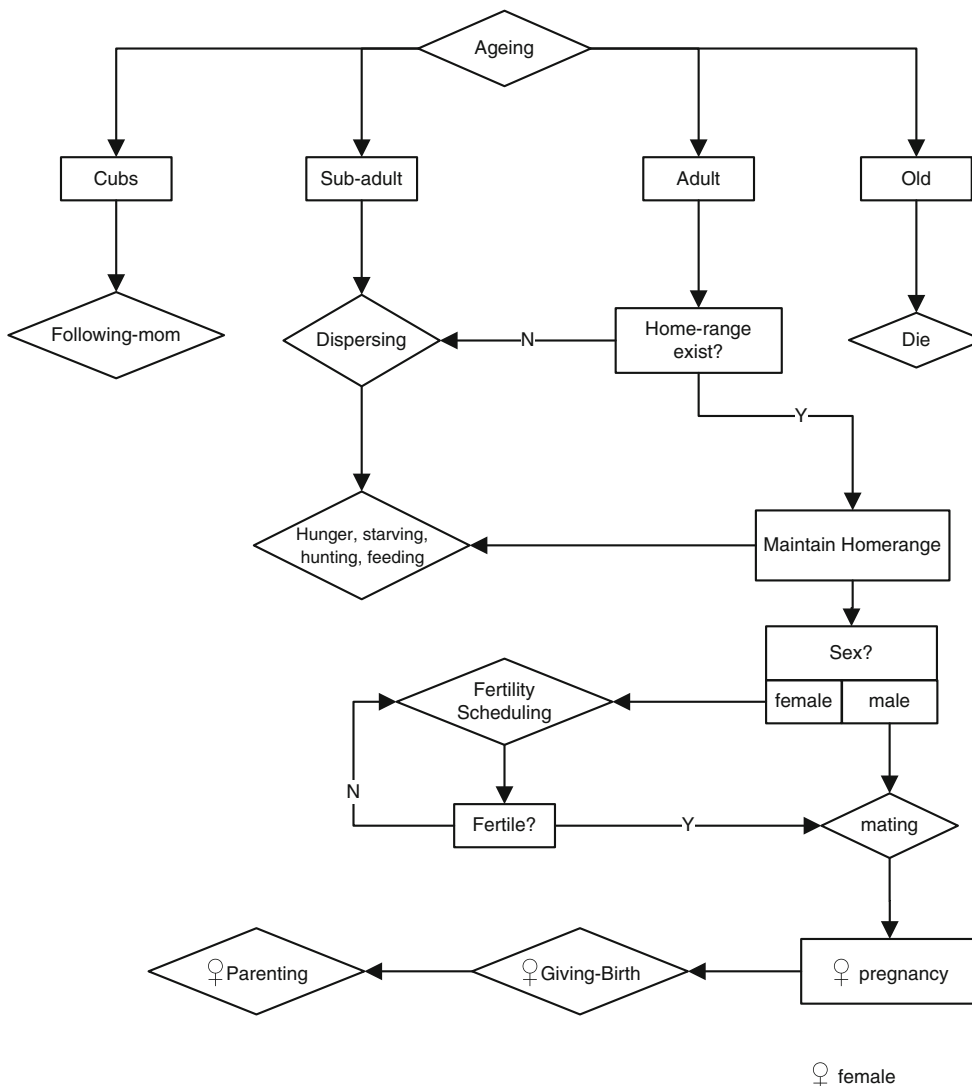 Ageing
Cubs
Sub-adult
Adult
Old
Following-mom
Dispersing
N
Home-range
exist?
Die
Y
Hunger, starving,
hunting, feeding
Maintain Homerange
Sex?
female
male
Fertility
Scheduling
N
Fertile?
Y
mating
♀Parenting
♀Giving-Birth
♀ pregnancy
♀ female